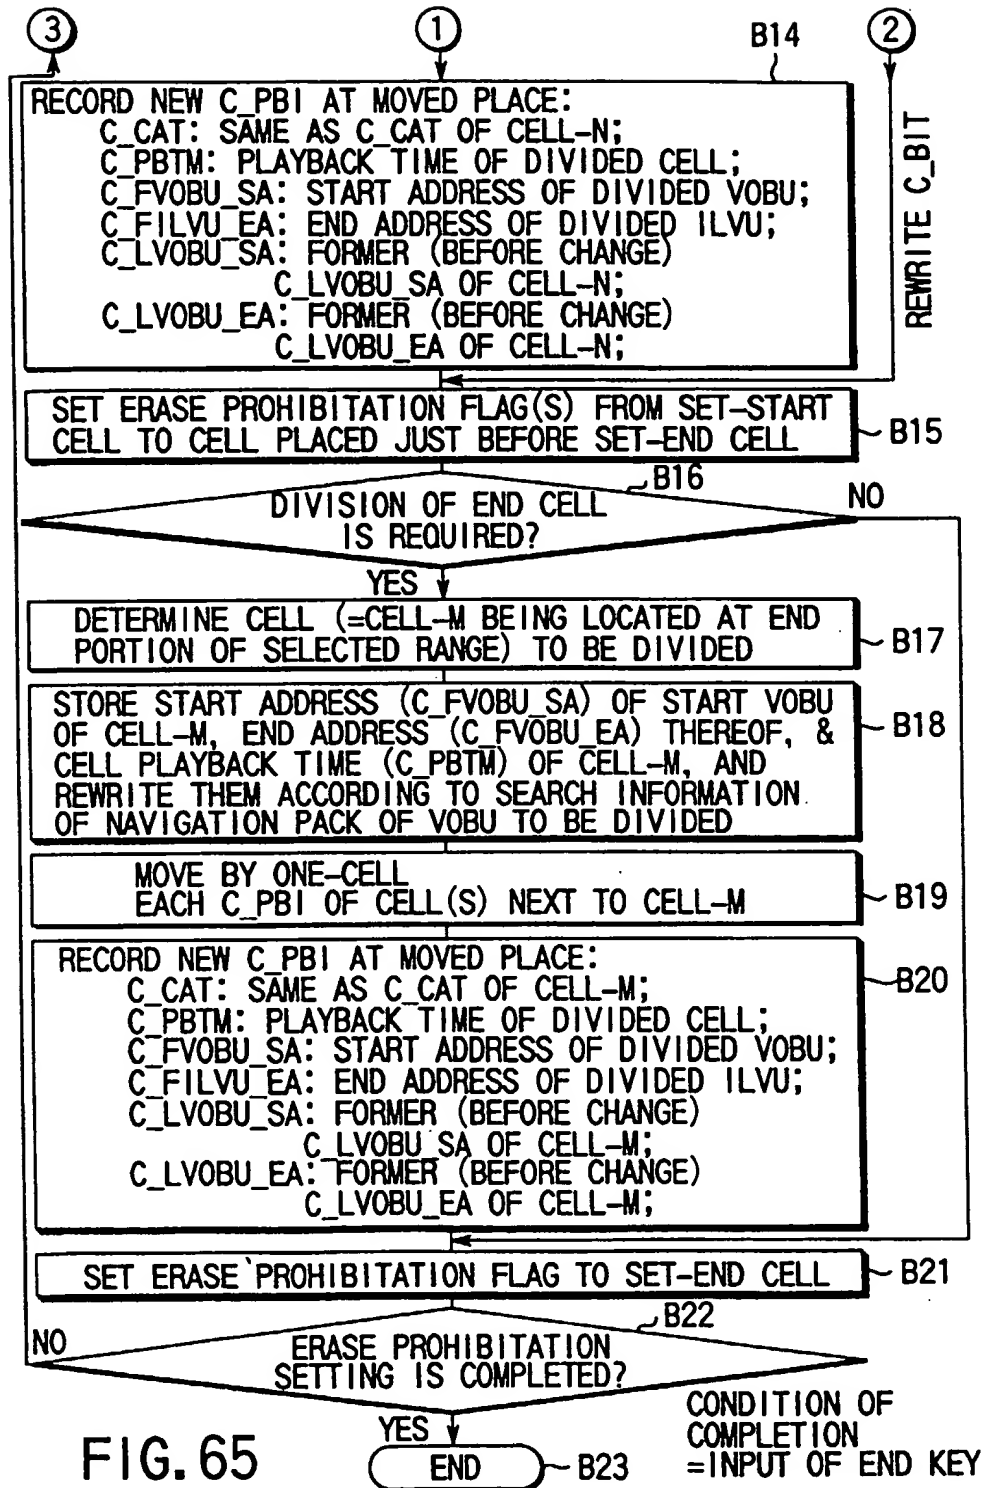 3
1
B14
2
RECORD NEW C_PBI AT MOVED PLACE:
C_CAT: SAME AS C_CAT OF CELL-N;
C_PBTM: PLAYBACK TIME OF DIVIDED CELL;
C_FVOBU_SA: START ADDRESS OF DIVIDED VOBU;
C_FILVU_EA: END ADDRESS OF DIVIDED ILVU;
C_LVOBU_SA: FORMER (BEFORE CHANGE)
C_LVOBU_SA OF CELL-N;
C_LVOBU_EA: FORMER (BEFORE CHANGE)
C_LVOBU_EA OF CELL-N;
REWRITE C_BIT
SET ERASE PROHIBITATION FLAG(S) FROM SET-START
CELL TO CELL PLACED JUST BEFORE SET-END CELL
B15
B16
DIVISION OF END CELL
IS REQUIRED?
NO
YES
DETERMINE CELL (=CELL-M BEING LOCATED AT END
PORTION OF SELECTED RANGE) TO BE DIVIDED
B17
STORE START ADDRESS (C_FVOBU_SA) OF START VOBU
OF CELL-M, END ADDRESS (C_FVOBU_EA) THEREOF, &
CELL PLAYBACK TIME (C_PBTM) OF CELL-M, AND
REWRITE THEM ACCORDING TO SEARCH INFORMATION
OF NAVIGATION PACK OF VOBU TO BE DIVIDED
B18
MOVE BY ONE-CELL
EACH C_PBI OF CELL(S) NEXT TO CELL-M
B19
RECORD NEW C_PBI AT MOVED PLACE:
C_CAT: SAME AS C_CAT OF CELL-M;
C_PBTM: PLAYBACK TIME OF DIVIDED CELL;
C_FVOBU_SA: START ADDRESS OF DIVIDED VOBU;
C_FILVU_EA: END ADDRESS OF DIVIDED ILVU;
C_LVOBU_SA: FORMER (BEFORE CHANGE)
C_LVOBU_SA OF CELL-M;
C_LVOBU_EA: FORMER (BEFORE CHANGE)
C_LVOBU_EA OF CELL-M;
B20
SET ERASE PROHIBITATION FLAG TO SET-END CELL
B21
B22
NO
ERASE PROHIBITATION
SETTING IS COMPLETED?
YES
END
B23
CONDITION OF
COMPLETION
=INPUT OF END KEY
FIG. 65